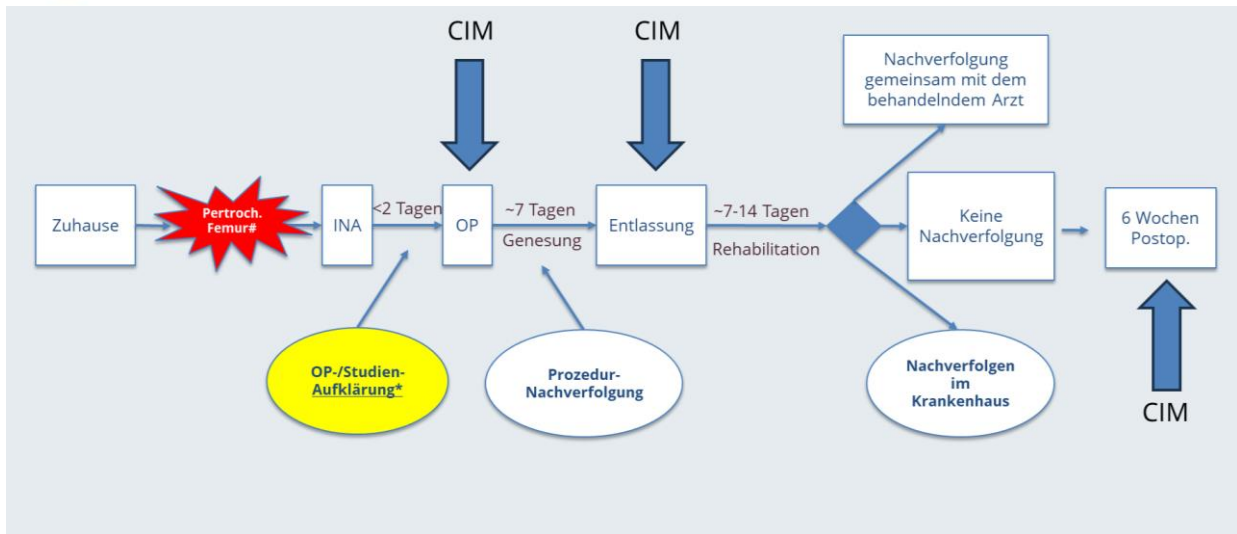 CIM
CIM
Nachverfolgung
gemeinsam mit dem
behandelndem Arzt
Zuhause
Pertroch.
Femur#
INA
<2 Tagen
OP
~7 Tagen
Genesung
Entlassung
~7-14 Tagen
Rehabilitation
Keine
Nachverfolgung
6 Wochen
Postop.
OP-/Studien-
Aufklärung*
Prozedur-
Nachverfolgung
Nachverfolgen
im
Krankenhaus
CIM